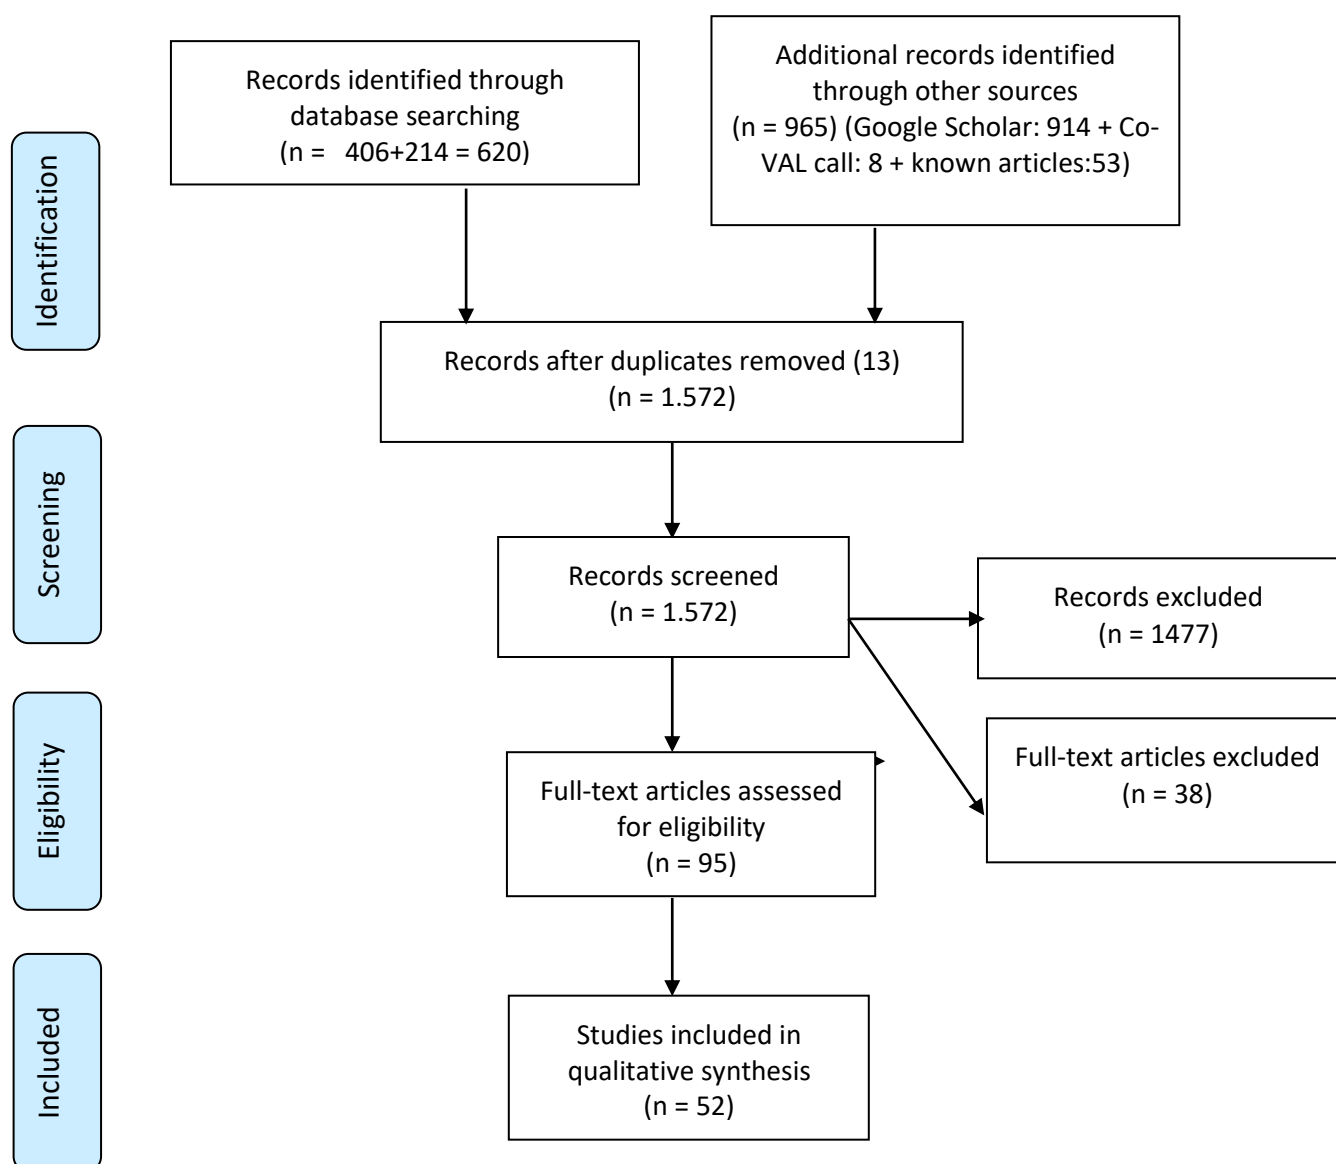 Records identified through
database searching
(n =   406+214 = 620)
Additional records identified
through other sources
(n = 965) (Google Scholar: 914 + Co-
VAL call: 8 + known articles:53)
Identification
Records after duplicates removed (13)
(n = 1.572)
Screening
Records screened
(n = 1.572)
Records excluded
(n = 1477)
Eligibility
Full-text articles assessed
for eligibility
(n = 95)
Full-text articles excluded
(n = 38)
Included
Studies included in
qualitative synthesis
(n = 52)